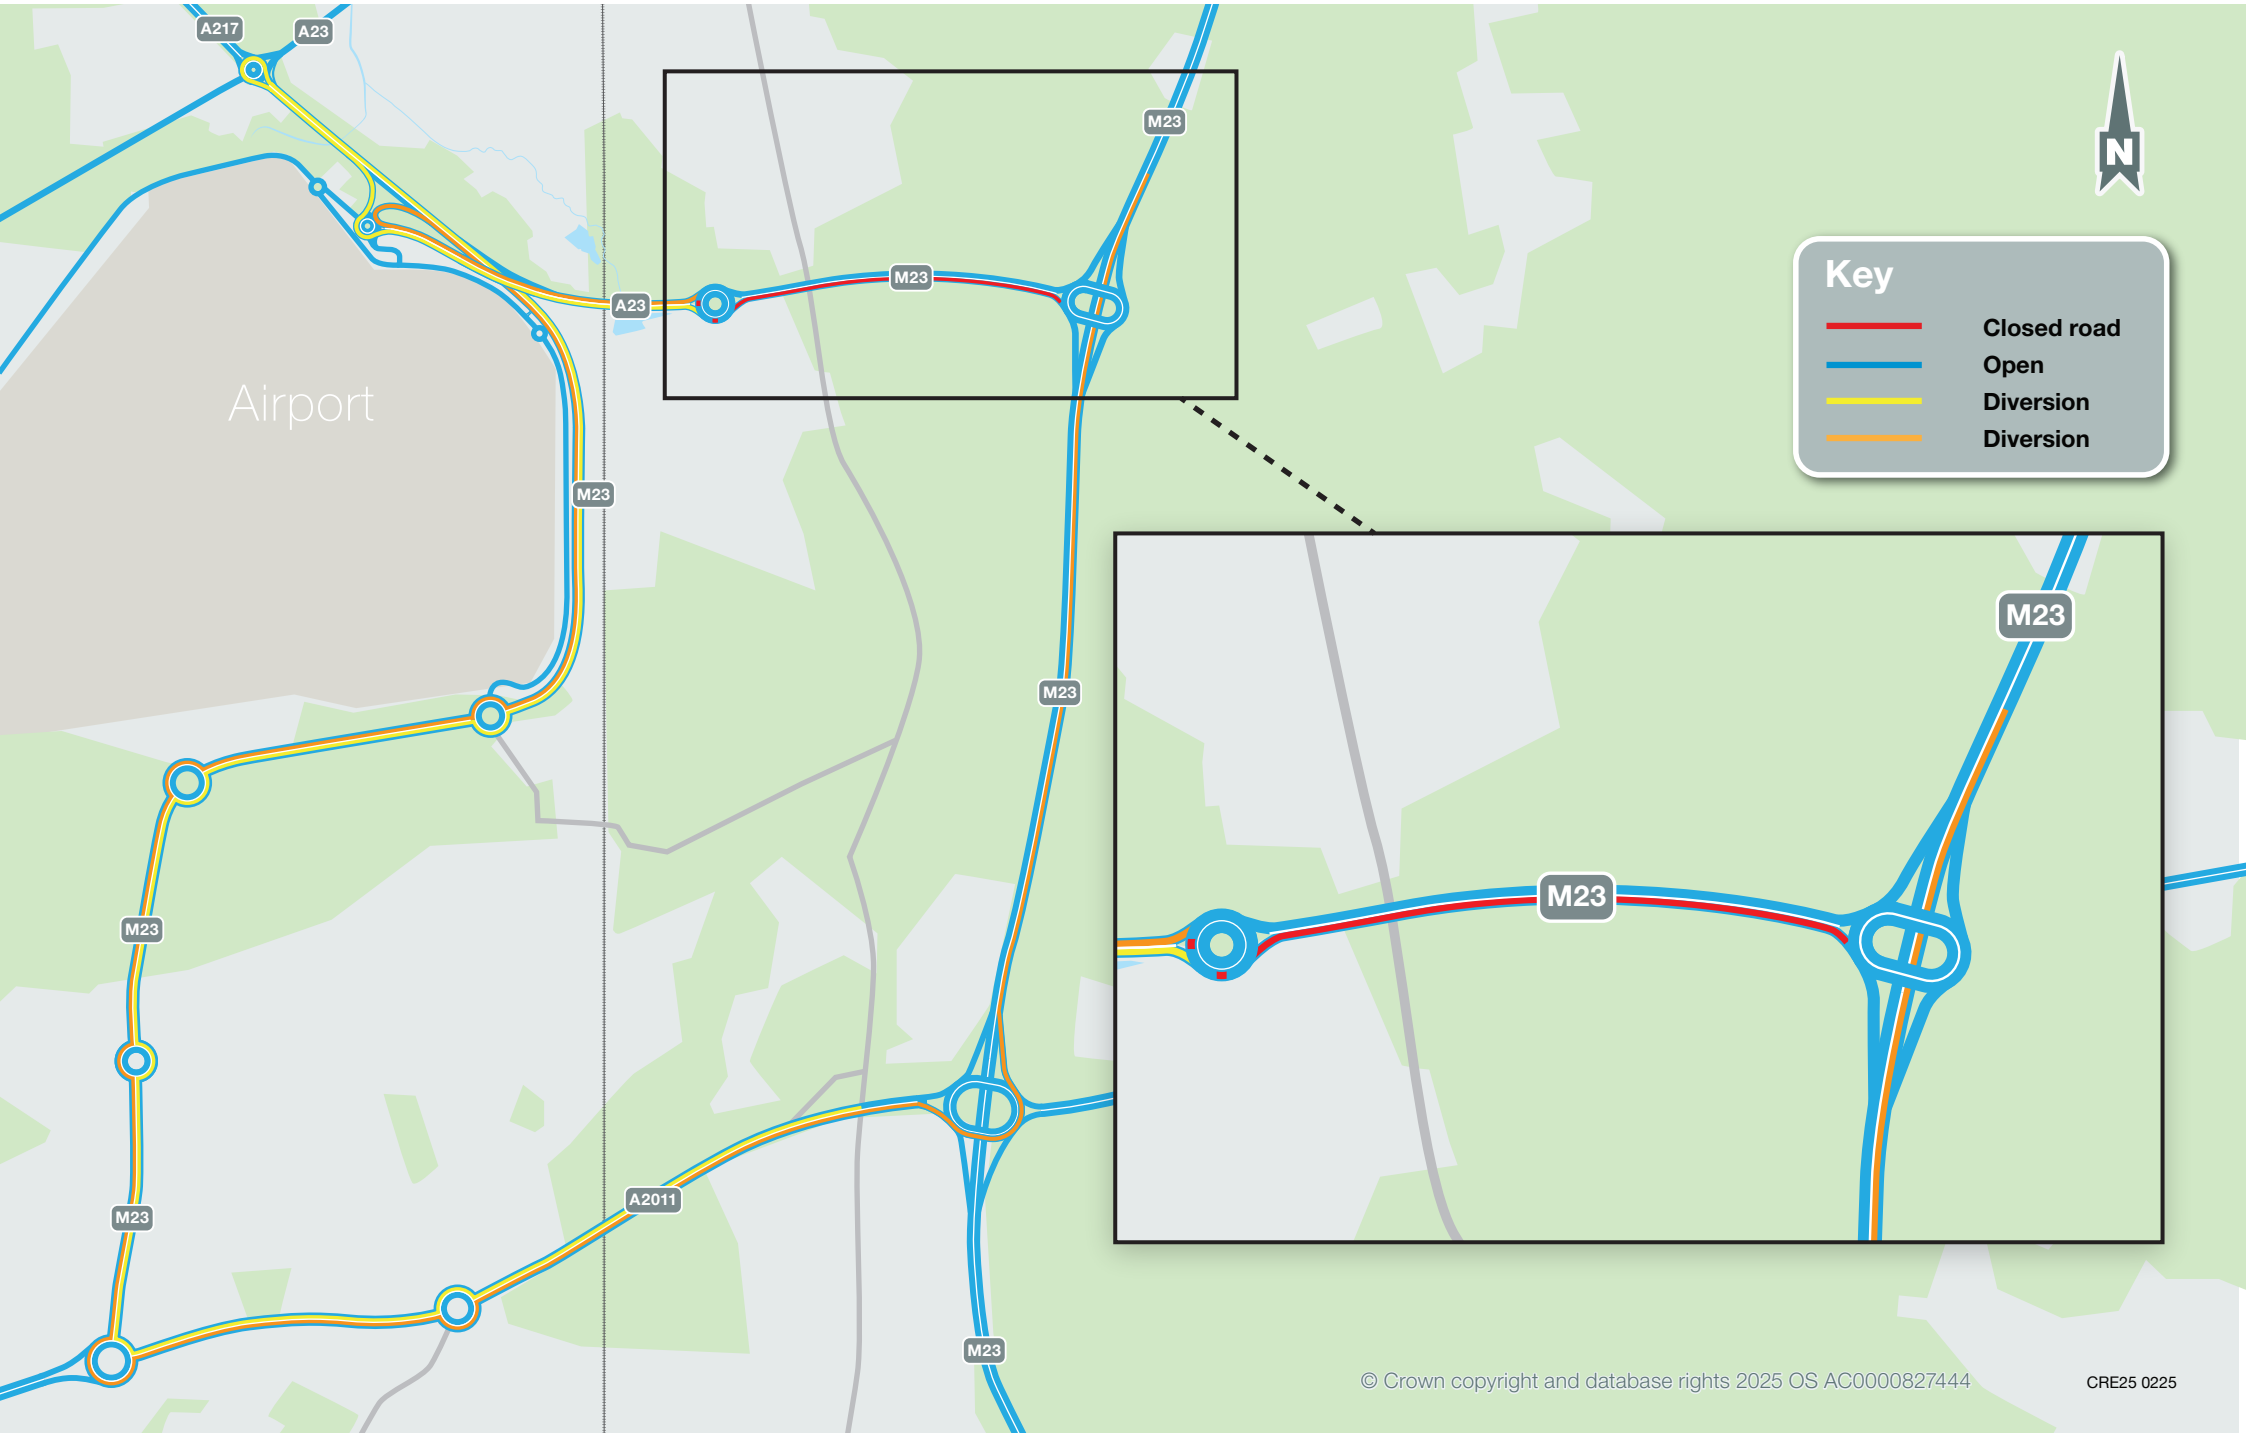 A217
A23
M23
N
Key
Closed road
Open
Diversion
Diversion
M23
A23
Airport
M23
M23
M23
M23
M23
A2011
M23
M23
© Crown copyright and database rights 2025 OS AC0000827444
CRE25 0225